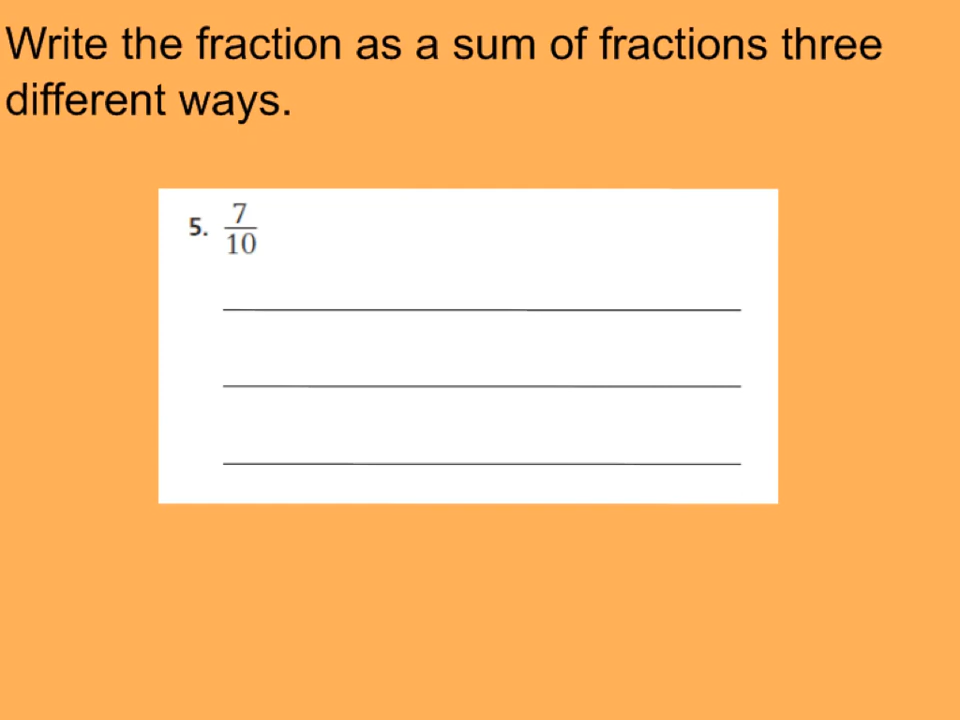 Write the fraction as a sum of fractions three
different ways.
5. 7/10